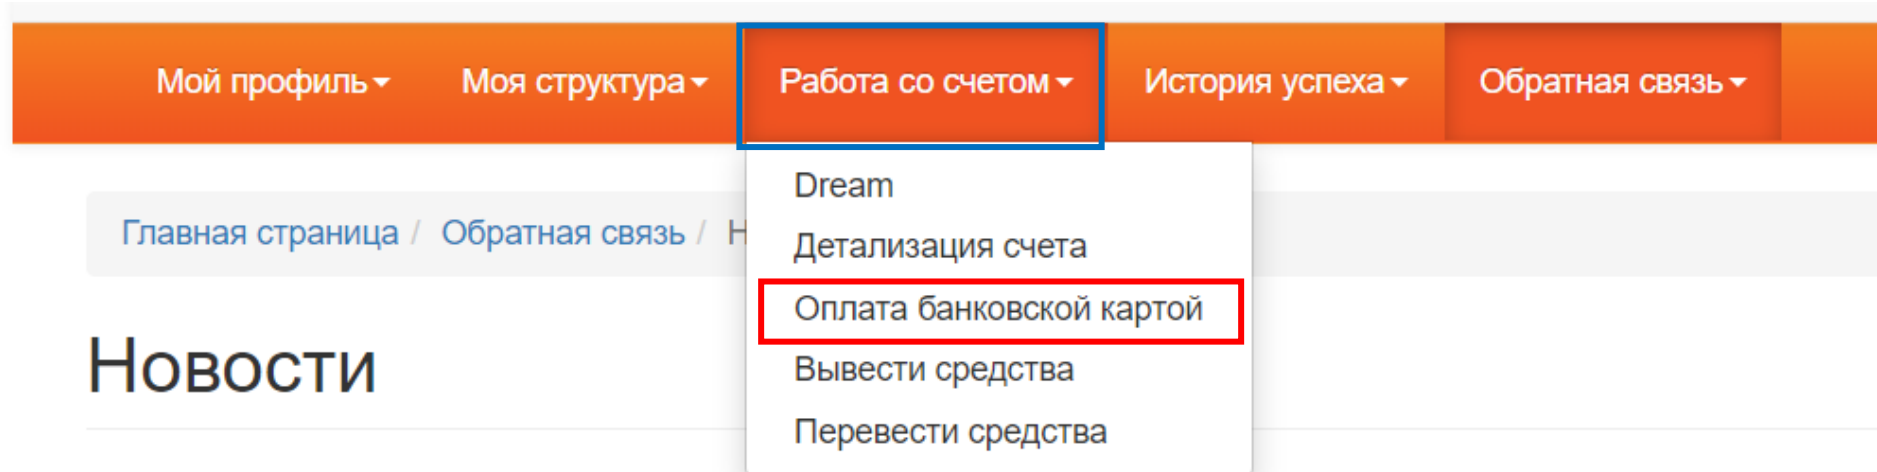 Мой профиль Моя структура Работа со счетом История успеха Обратная связь
Dream
Главная страница / Обратная связь / Н
Детализация счета
Оплата банковской картой
Новости
Вывести средства
Перевести средства